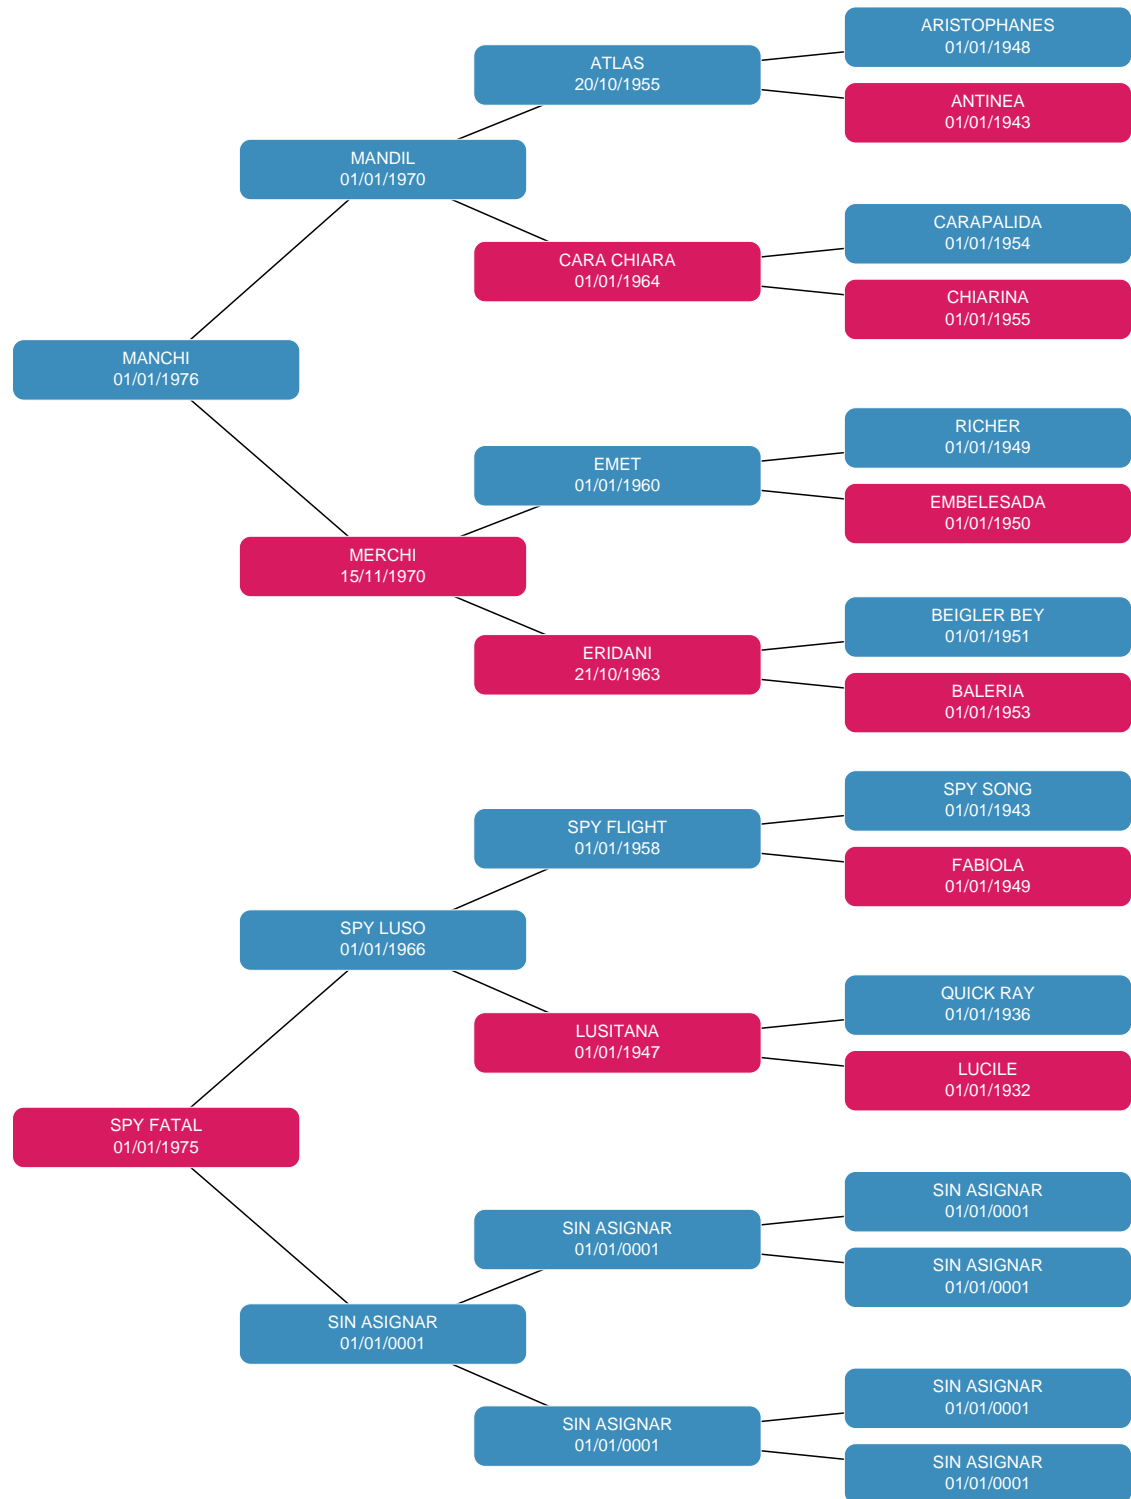 ARISTOPHANES
01/01/1948
ATLAS
20/10/1955
ANTINEA
01/01/1943
MANDIL
01/01/1970
CARAPALIDA
01/01/1954
CARA CHIARA
01/01/1964
CHIARINA
01/01/1955
MANCHI
01/01/1976
RICHER
01/01/1949
EMET
01/01/1960
EMBELESADA
01/01/1950
MERCHI
15/11/1970
BEIGLER BEY
01/01/1951
ERIDANI
21/10/1963
BALERIA
01/01/1953
SPY SONG
01/01/1943
SPY FLIGHT
01/01/1958
FABIOLA
01/01/1949
SPY LUSO
01/01/1966
QUICK RAY
01/01/1936
LUSITANA
01/01/1947
LUCILE
01/01/1932
SPY FATAL
01/01/1975
SIN ASIGNAR
01/01/0001
SIN ASIGNAR
01/01/0001
SIN ASIGNAR
01/01/0001
SIN ASIGNAR
01/01/0001
SIN ASIGNAR
01/01/0001
SIN ASIGNAR
01/01/0001
SIN ASIGNAR
01/01/0001